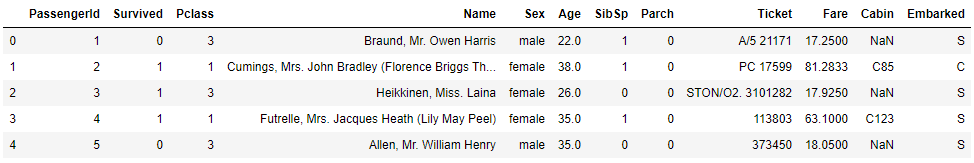 PassengerId Survived Pclass Name Sex Age SibSp Parch Ticket Fare Cabin Embarked
0 1 0 3 Braund, Mr. Owen Harris male 22.0 1 0 A/5 21171 17.2500 NaN S
1 2 1 1 Cumings, Mrs. John Bradley (Florence Briggs Th... female 38.0 1 0 PC 17599 81.2833 C85 C
2 3 1 3 Heikkinen, Miss. Laina female 26.0 0 0 STON/O2. 3101282 17.9250 NaN S
3 4 1 1 Futrelle, Mrs. Jacques Heath (Lily May Peel) female 35.0 1 0 113803 63.1000 C123 S
4 5 0 3 Allen, Mr. William Henry male 35.0 0 0 373450 18.0500 NaN S